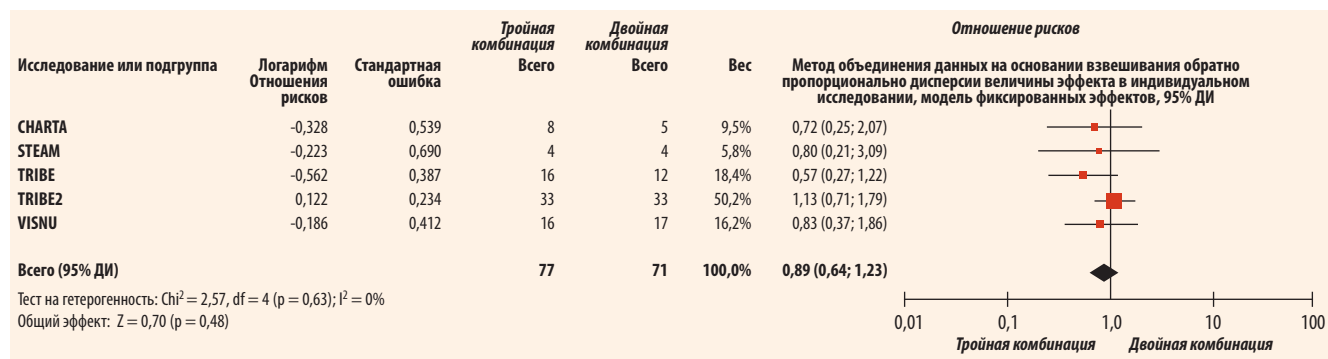 Тройная комбинация Двойная комбинация Отношение рисков
Исследование или подгруппа Логарифм Отношения рисков Стандартная ошибка Всего Всего Вес Метод объединения данных на основании взвешивания обратно
пропорционально дисперсии величины эффекта в индивидуальном
исследовании, модель фиксированных эффектов, 95% ДИ
CHARTA -0,328 0,539 8 5 9,5% 0,72 (0,25; 2,07)
STEAM -0,223 0,690 4 4 5,8% 0,80 (0,21; 3,09)
TRIBE -0,562 0,387 16 12 18,4% 0,57 (0,27; 1,22)
TRIBE2 0,122 0,234 33 33 50,2% 1,13 (0,71; 1,79)
VISNU -0,186 0,412 16 17 16,2% 0,83 (0,37; 1,86)
Всего (95% ДИ) 77 71 100,0% 0,89 (0,64; 1,23)
Тест на гетерогенность: Chi² = 2,57, df = 4 (p = 0,63); I² = 0%
Общий эффект: Z = 0,70 (p = 0,48)
0,01 0,1 1,0 10 100
Тройная комбинация Двойная комбинация